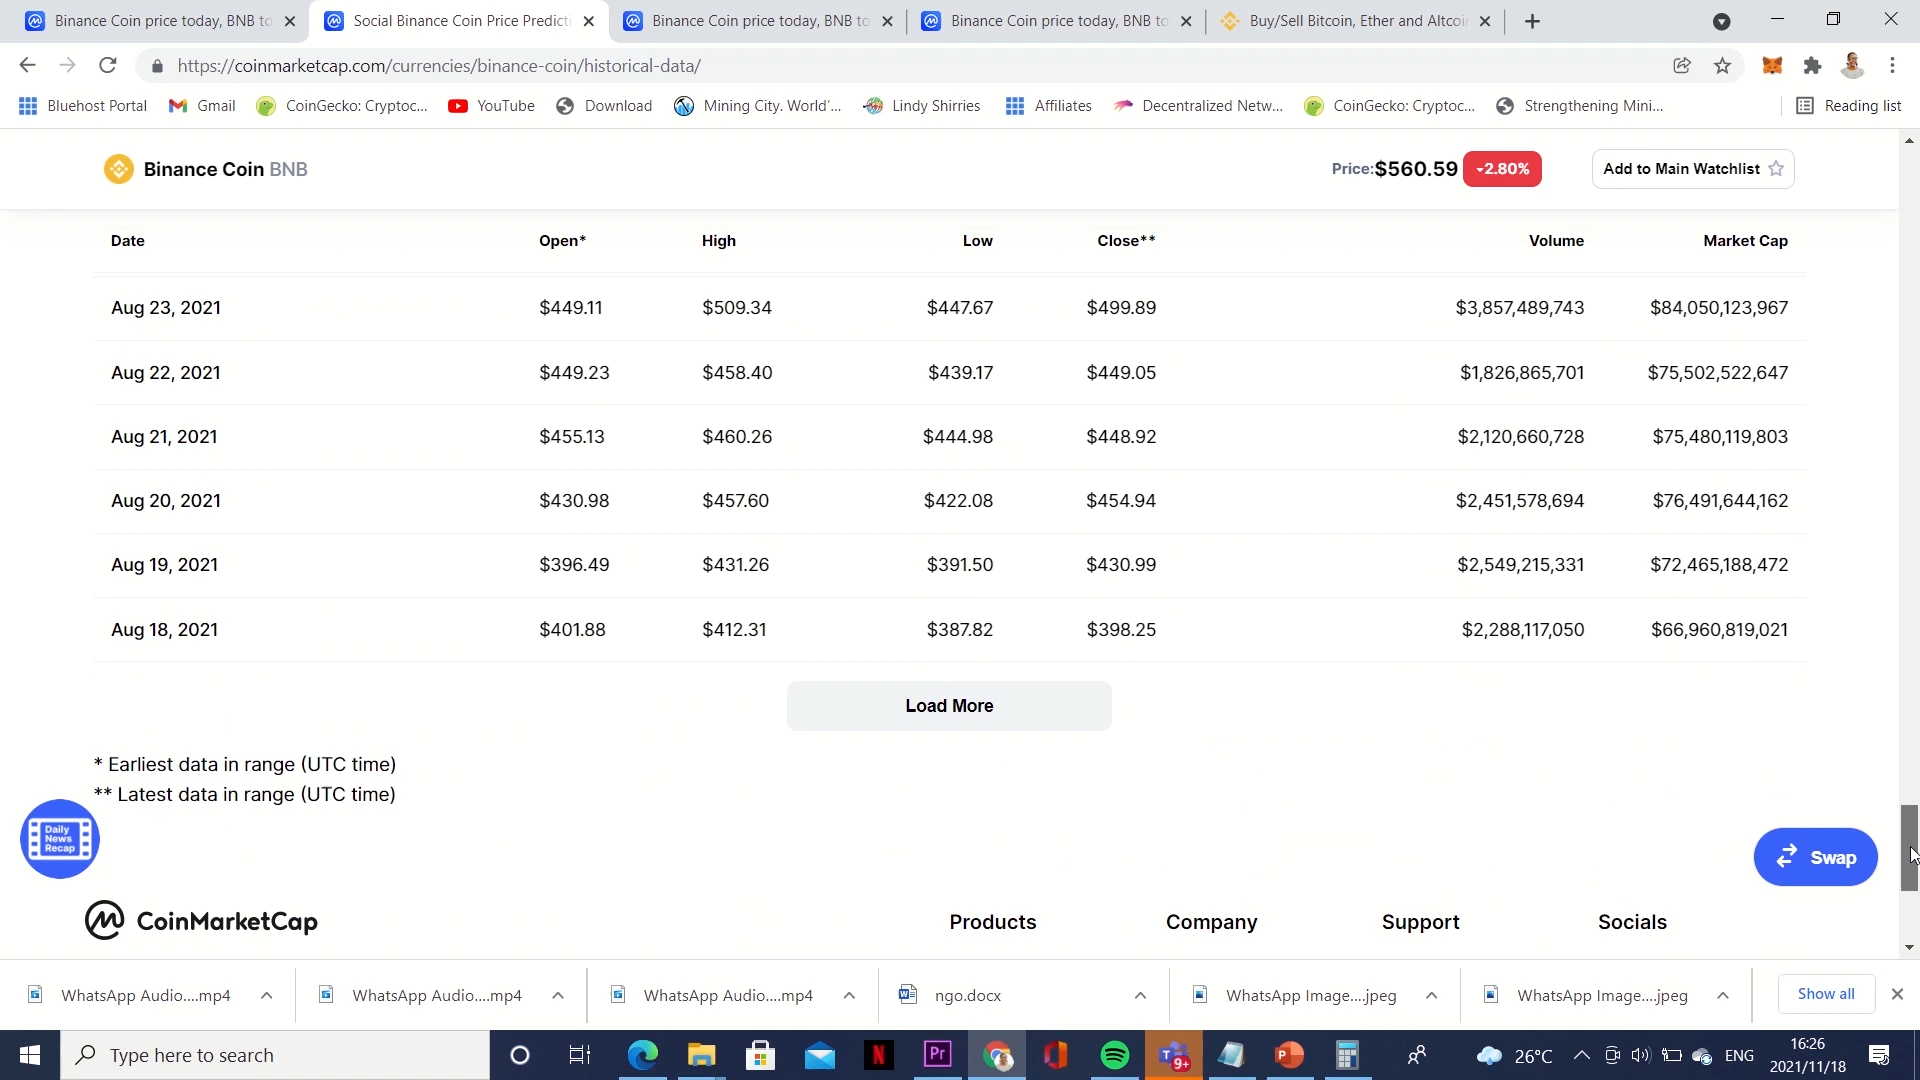 Binance Coin price today, BNB to
Social Binance Coin Price Predicti
Binance Coin price today, BNB to
Binance Coin price today, BNB to
Buy/Sell Bitcoin, Ether and Altcoi
https://coinmarketcap.com/currencies/binance-coin/historical-data/
Bluehost Portal
Gmail
CoinGecko: Cryptoc...
YouTube
Download
Mining City. World'...
Lindy Shirries
Affiliates
Decentralized Netw...
CoinGecko: Cryptoc...
Strengthening Mini...
Reading list
Binance Coin BNB
Price:$560.59 -2.80%
Add to Main Watchlist
Date Open* High Low Close** Volume Market Cap
Aug 23, 2021 $449.11 $509.34 $447.67 $499.89 $3,857,489,743 $84,050,123,967
Aug 22, 2021 $449.23 $458.40 $439.17 $449.05 $1,826,865,701 $75,502,522,647
Aug 21, 2021 $455.13 $460.26 $444.98 $448.92 $2,120,660,728 $75,480,119,803
Aug 20, 2021 $430.98 $457.60 $422.08 $454.94 $2,451,578,694 $76,491,644,162
Aug 19, 2021 $396.49 $431.26 $391.50 $430.99 $2,549,215,331 $72,465,188,472
Aug 18, 2021 $401.88 $412.31 $387.82 $398.25 $2,288,117,050 $66,960,819,021
Load More
* Earliest data in range (UTC time)
** Latest data in range (UTC time)
Daily
News
Recap
Swap
CoinMarketCap
Products
Company
Support
Socials
WhatsApp Audio....mp4
WhatsApp Audio....mp4
WhatsApp Audio....mp4
ngo.docx
WhatsApp Image....jpeg
WhatsApp Image....jpeg
Show all
Type here to search
N
Pr
T
9+
P
26°C
ENG
16:26
2021/11/18